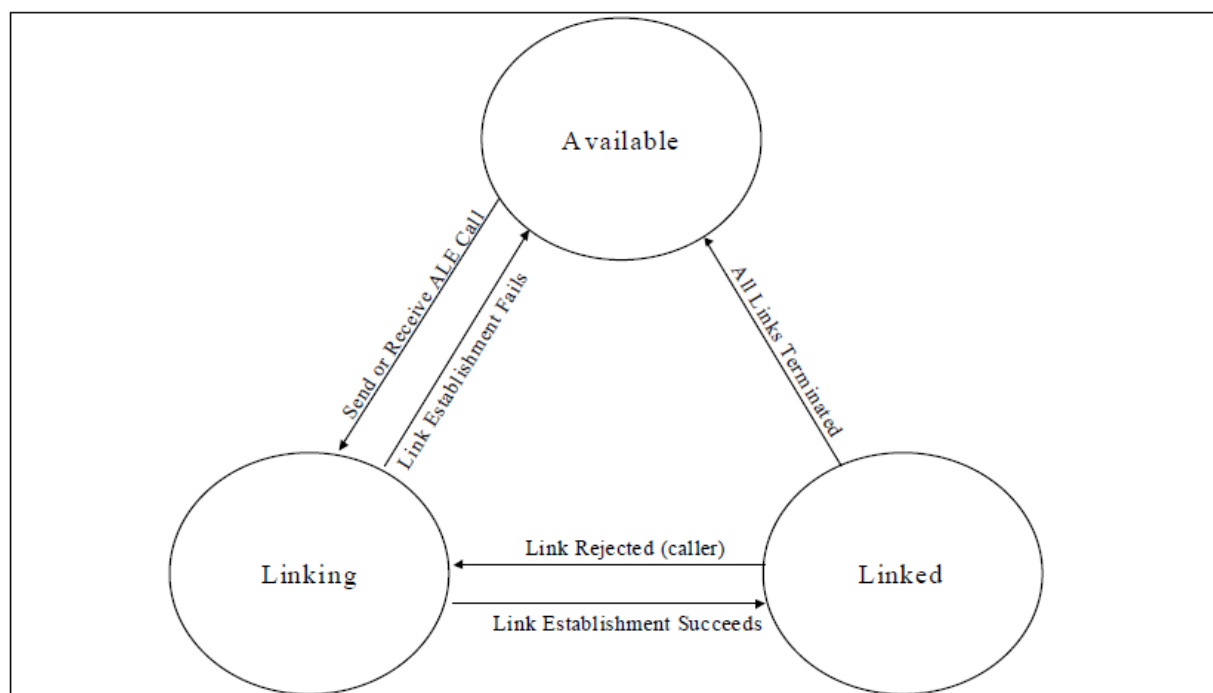 Available
Send or Receive ALE Call
Link Establishment Fails
All Links Terminated
Link Rejected (caller)
Linking
Linked
Link Establishment Succeeds